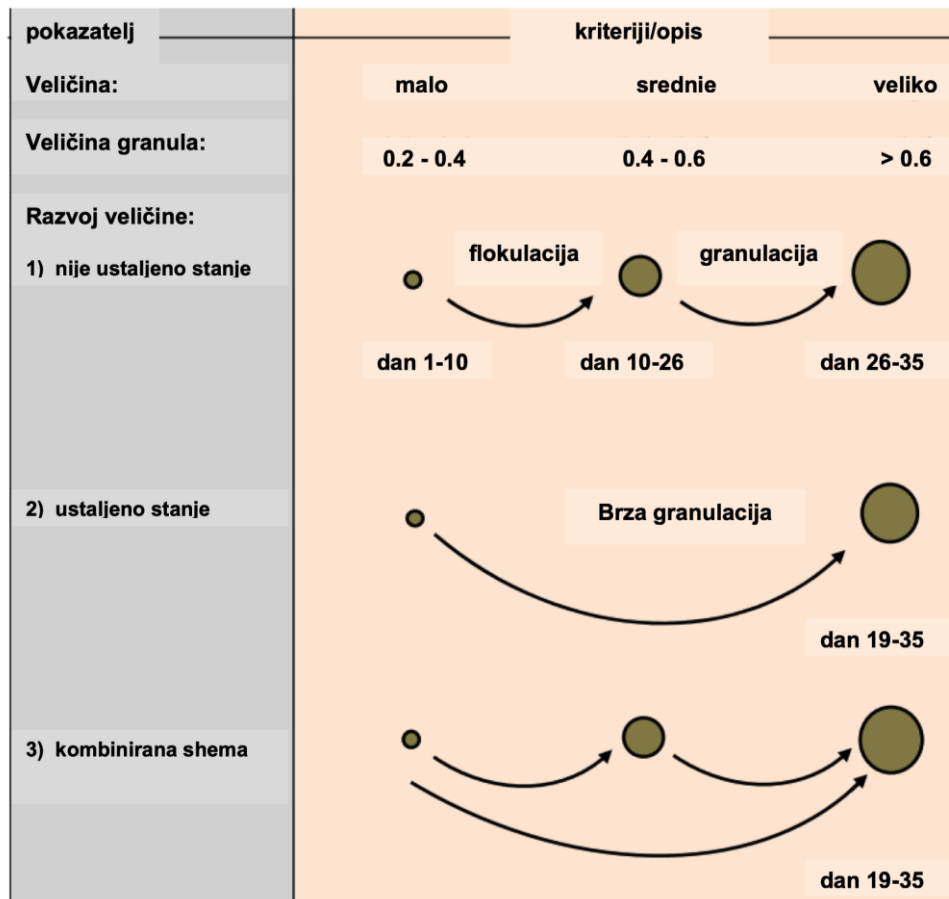 pokazatelj kriteriji/opis
Veličina: malo srednie veliko
Veličina granula: 0.2 - 0.4 0.4 - 0.6 > 0.6
Razvoj veličine:
1) nije ustaljeno stanje flokulacija granulacija
dan 1-10 dan 10-26 dan 26-35
2) ustaljeno stanje Brza granulacija
dan 19-35
3) kombinirana shema
dan 19-35